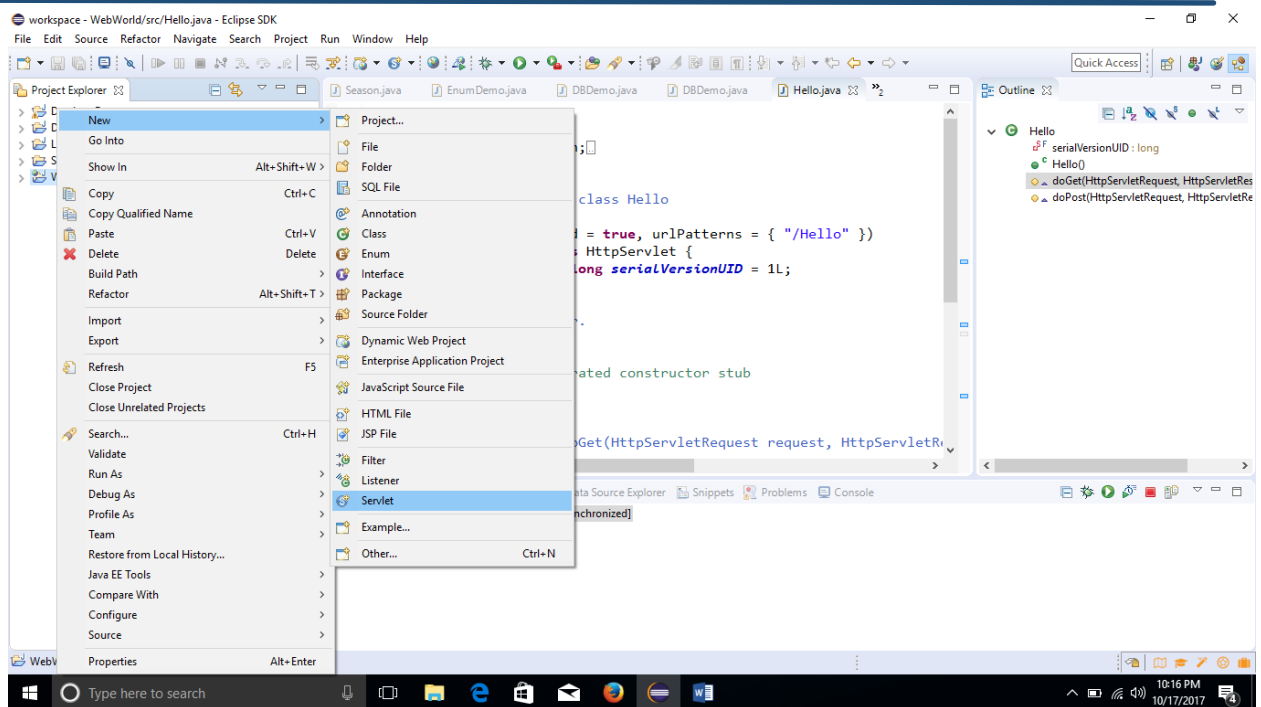 workspace - WebWorld/src/Hello.java - Eclipse SDK
File Edit Source Refactor Navigate Search Project Run Window Help
Quick Access
Project Explorer
Season.java EnumDemo.java DBDemo.java DBDemo.java Hello.java »2
Outline
New
Go Into
Show In Alt+Shift+W >
Copy Ctrl+C
Copy Qualified Name
Paste Ctrl+V
Delete Delete
Build Path >
Refactor Alt+Shift+T >
Import >
Export >
Refresh F5
Close Project
Close Unrelated Projects
Search... Ctrl+H
Validate
Run As >
Debug As >
Profile As >
Team >
Restore from Local History...
Java EE Tools >
Compare With >
Configure >
Source >
Properties Alt+Enter
Project...
File
Folder
SQL File
Annotation
Class
Enum
Interface
Package
Source Folder
Dynamic Web Project
Enterprise Application Project
JavaScript Source File
HTML File
JSP File
Filter
Listener
Servlet
Example...
Other... Ctrl+N
class Hello
= true, urlPatterns = { "/Hello" })
HttpServlet {
long serialVersionUID = 1L;
constructor stub
Get(HttpServletRequest request, HttpServletRe
Hello
serialVersionUID : long
Hello()
doGet(HttpServletRequest, HttpServletRes
doPost(HttpServletRequest, HttpServletRe
Source Explorer Snippets Problems Console
nchronized]
WebW
Type here to search
10:16 PM
10/17/2017
4